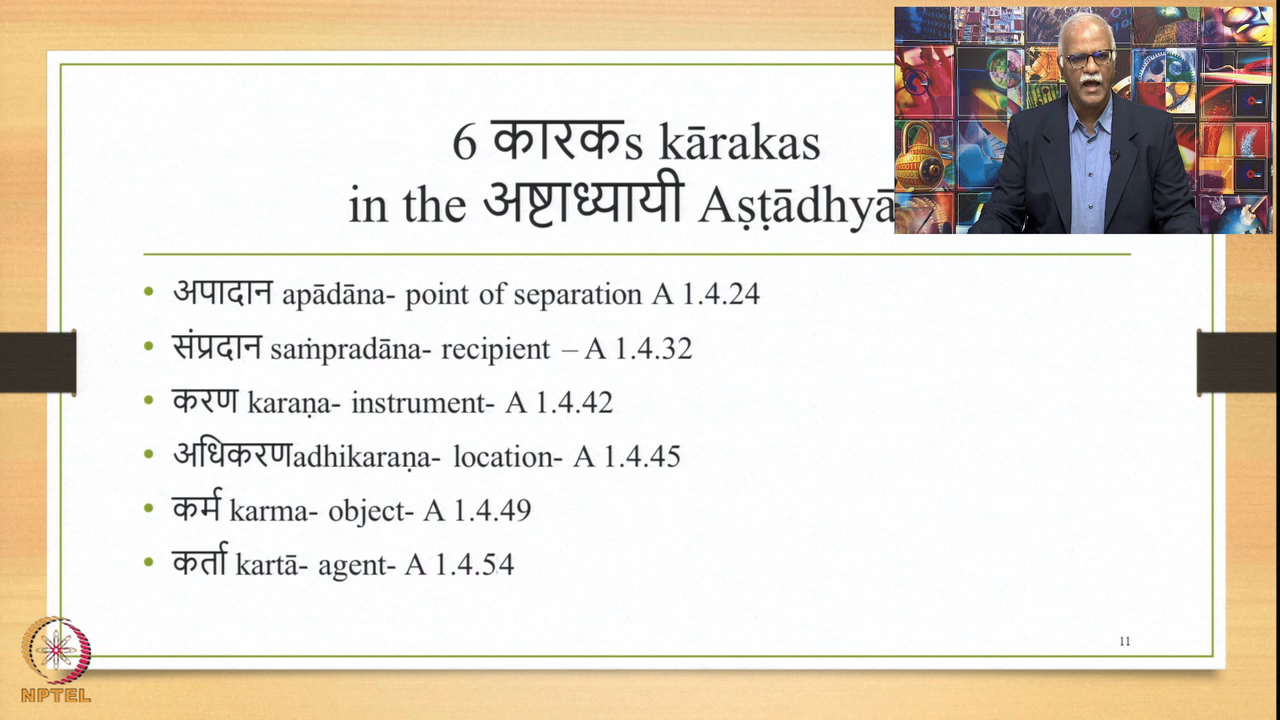 6 कारकs kārakas
in the अष्टाध्यायी Aṣṭādhyā
• अपादान apādāna- point of separation A 1.4.24
• संप्रदान saṁpradāna- recipient – A 1.4.32
• करण karaṇa- instrument- A 1.4.42
• अधिकरणadhikaraṇa- location- A 1.4.45
• कर्म karma- object- A 1.4.49
• कर्ता kartā- agent- A 1.4.54
11
NPTEL